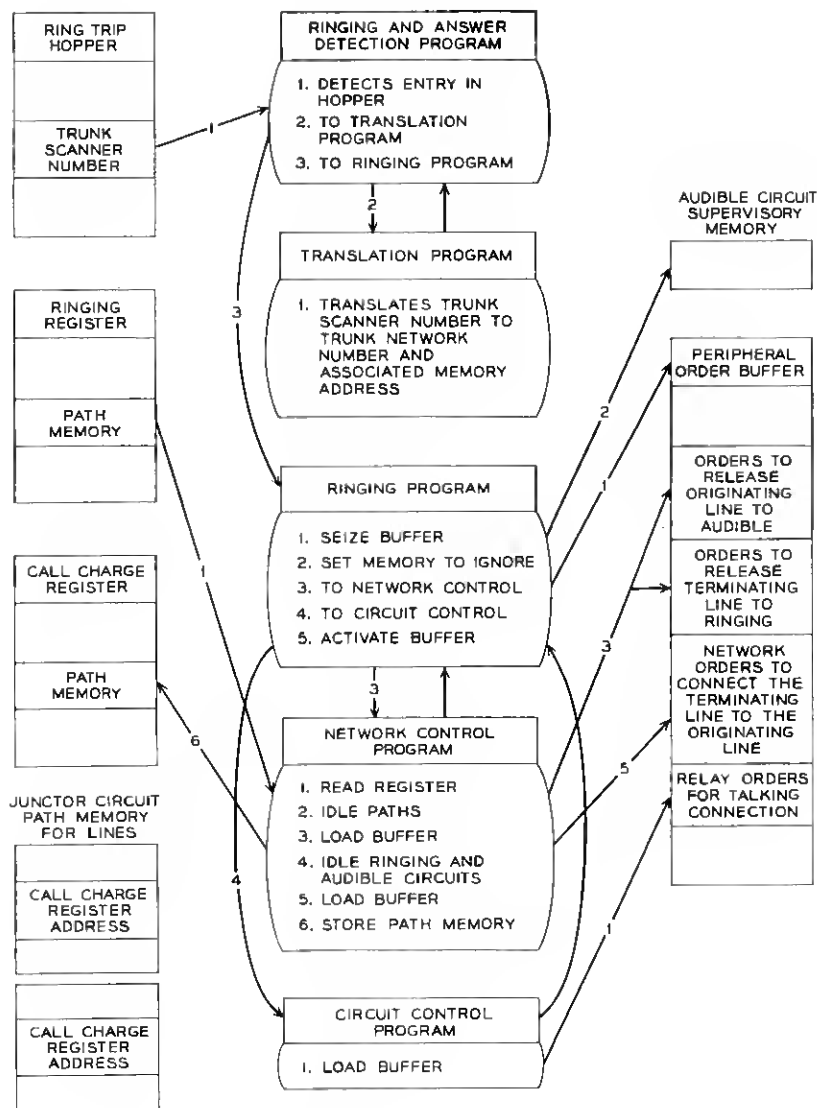 RING TRIP
HOPPER
TRUNK
SCANNER
NUMBER
1
RINGING
REGISTER
PATH
MEMORY
1
CALL CHARGE
REGISTER
PATH
MEMORY
6
JUNCTOR CIRCUIT
PATH MEMORY
FOR LINES
CALL CHARGE
REGISTER
ADDRESS
CALL CHARGE
REGISTER
ADDRESS
RINGING AND ANSWER
DETECTION PROGRAM
1. DETECTS ENTRY IN
HOPPER
2. TO TRANSLATION
PROGRAM
3. TO RINGING PROGRAM
2
3
TRANSLATION PROGRAM
1. TRANSLATES TRUNK
SCANNER NUMBER TO
TRUNK NETWORK
NUMBER AND
ASSOCIATED MEMORY
ADDRESS
RINGING PROGRAM
1. SEIZE BUFFER
2. SET MEMORY TO IGNORE
3. TO NETWORK CONTROL
4. TO CIRCUIT CONTROL
5. ACTIVATE BUFFER
3
4
NETWORK CONTROL
PROGRAM
1. READ REGISTER
2. IDLE PATHS
3. LOAD BUFFER
4. IDLE RINGING AND
AUDIBLE CIRCUITS
5. LOAD BUFFER
6. STORE PATH MEMORY
CIRCUIT CONTROL
PROGRAM
1. LOAD BUFFER
2
1
3
5
1
AUDIBLE CIRCUIT
SUPERVISORY
MEMORY
PERIPHERAL
ORDER BUFFER
ORDERS TO
RELEASE
ORIGINATING
LINE TO
AUDIBLE
ORDERS TO
RELEASE
TERMINATING
LINE TO
RINGING
NETWORK
ORDERS TO
CONNECT THE
TERMINATING
LINE TO THE
ORIGINATING
LINE
RELAY ORDERS
FOR TALKING
CONNECTION